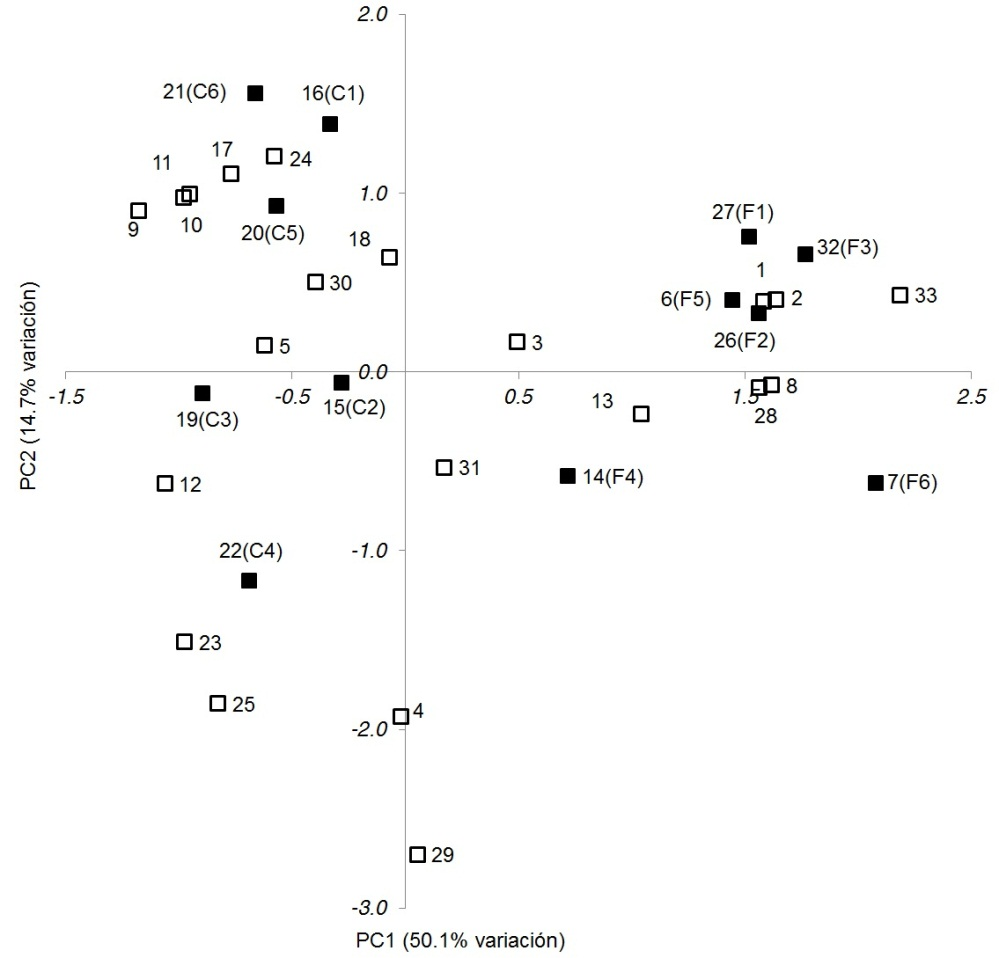 2.0
21(C6)
16(C1)
17
24
11
1.0
9
10
20(C5)
27(F1)
18
32(F3)
1
30
33
6(F5)
2
26(F2)
3
5
0.0
-1.5
-0.5
0.5
1.5
2.5
8
13
15(C2)
28
19(C3)
PC2 (14.7% variación)
31
14(F4)
7(F6)
12
22(C4)
-1.0
23
25
4
-2.0
29
-3.0
PC1 (50.1% variación)